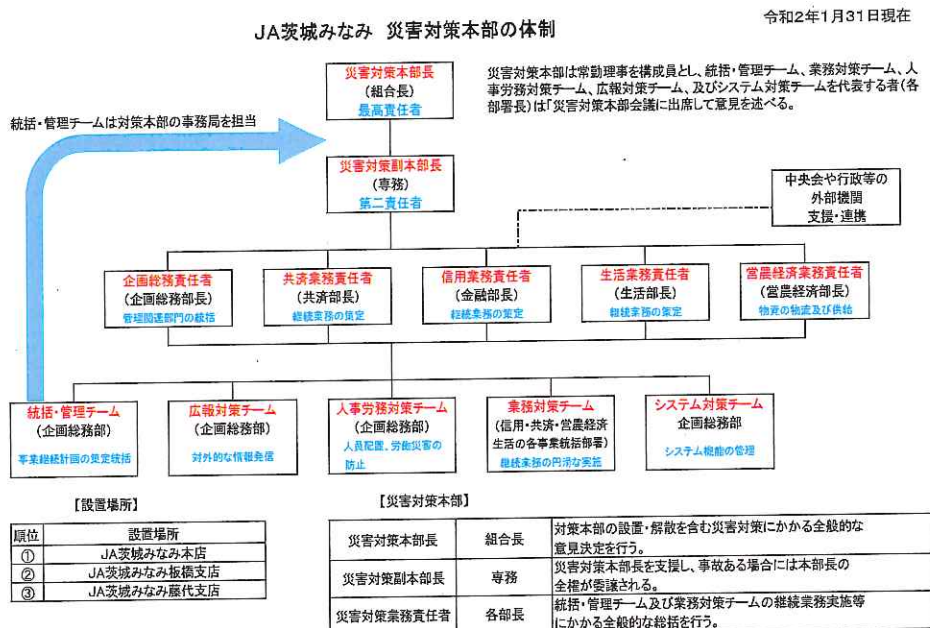 令和2年1月31日現在
JA茨城みなみ 災害対策本部の体制
災害対策本部長
(組合長)
最高責任者
災害対策本部は常勤理事を構成員とし、統括・管理チーム、業務対策チーム、人
事労務対策チーム、広報対策チーム、及びシステム対策チームを代表する者(各
部署長)は「災害対策本部会議に出席して意見を述べる。
統括・管理チームは対策本部の事務局を担当
災害対策副本部長
(専務)
第二責任者
中央会や行政等の
外部機関
支援・連携
企画総務責任者
(企画総務部長)
管理関連部門の統括
共済業務責任者
(共済部長)
継続業務の策定
信用業務責任者
(金融部長)
継続業務の策定
生活業務責任者
(生活部長)
継続業務の策定
営農経済業務責任者
(営農経済部長)
物資の物流及び供給
統括・管理チーム
(企画総務部)
事業継続計画の策定統括
広報対策チーム
(企画総務部)
対外的な情報発信
人事労務対策チーム
(企画総務部)
人員配置、労働災害の
防止
業務対策チーム
(信用・共済・営農経済
生活の各事業統括部署)
継続業務の円滑な実施
システム対策チーム
企画総務部
システム機能の管理
【設置場所】
順位 設置場所
① JA茨城みなみ本店
② JA茨城みなみ板橋支店
③ JA茨城みなみ藤代支店
【災害対策本部】
災害対策本部長 組合長 対策本部の設置・解散を含む災害対策にかかる全般的な
意見決定を行う。
災害対策副本部長 専務 災害対策本部長を支援し、事故ある場合には本部長の
全権が委譲される。
災害対策業務責任者 各部長 統括・管理チーム及び業務対策チームの継続業務実施等
にかかる全般的な総括を行う。